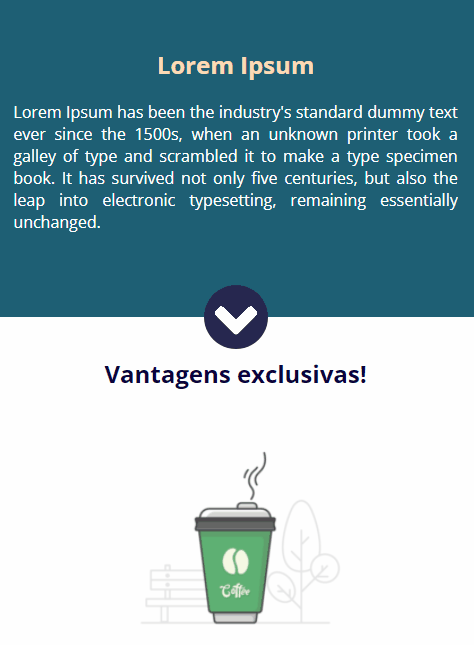 Lorem Ipsum
Lorem Ipsum has been the industry's standard dummy text
ever since the 1500s, when an unknown printer took a
galley of type and scrambled it to make a type specimen
book. It has survived not only five centuries, but also the
leap into electronic typesetting, remaining essentially
unchanged.
Vantagens exclusivas!
Coffee